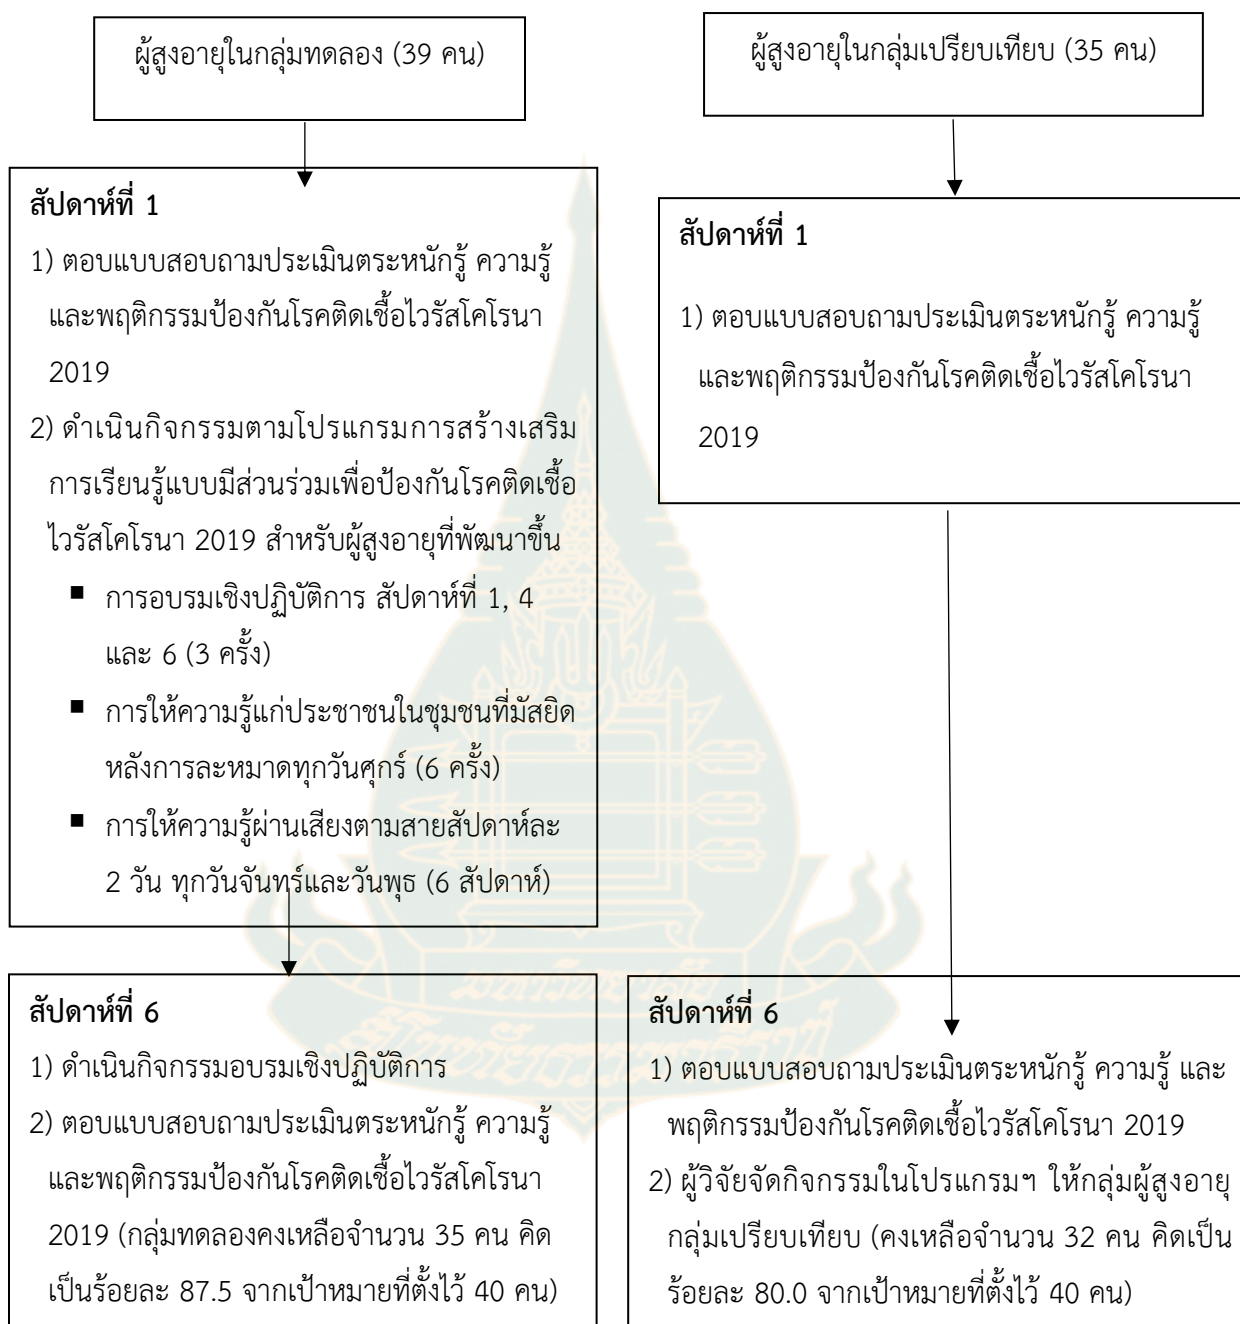 ผู้สูงอายุในกลุ่มทดลอง (39 คน)
ผู้สูงอายุในกลุ่มเปรียบเทียบ (35 คน)
สัปดาห์ที่ 1
1) ตอบแบบสอบถามประเมินตระหนักรู้ ความรู้
และพฤติกรรมป้องกันโรคติดเชื้อไวรัสโคโรนา
2019
2) ดำเนินกิจกรรมตามโปรแกรมการสร้างเสริม
การเรียนรู้แบบมีส่วนร่วมเพื่อป้องกันโรคติดเชื้อ
ไวรัสโคโรนา 2019 สำหรับผู้สูงอายุที่พัฒนาขึ้น
▪ การอบรมเชิงปฏิบัติการ สัปดาห์ที่ 1, 4
และ 6 (3 ครั้ง)
▪ การให้ความรู้แก่ประชาชนในชุมชนที่มัสยิด
หลังการละหมาดทุกวันศุกร์ (6 ครั้ง)
▪ การให้ความรู้ผ่านเสียงตามสายสัปดาห์ละ
2 วัน ทุกวันจันทร์และวันพุธ (6 สัปดาห์)
สัปดาห์ที่ 1
1) ตอบแบบสอบถามประเมินตระหนักรู้ ความรู้
และพฤติกรรมป้องกันโรคติดเชื้อไวรัสโคโรนา
2019
สัปดาห์ที่ 6
1) ดำเนินกิจกรรมอบรมเชิงปฏิบัติการ
2) ตอบแบบสอบถามประเมินตระหนักรู้ ความรู้
และพฤติกรรมป้องกันโรคติดเชื้อไวรัสโคโรนา
2019 (กลุ่มทดลองคงเหลือจำนวน 35 คน คิด
เป็นร้อยละ 87.5 จากเป้าหมายที่ตั้งไว้ 40 คน)
สัปดาห์ที่ 6
1) ตอบแบบสอบถามประเมินตระหนักรู้ ความรู้ และ
พฤติกรรมป้องกันโรคติดเชื้อไวรัสโคโรนา 2019
2) ผู้วิจัยจัดกิจกรรมในโปรแกรมฯ ให้กลุ่มผู้สูงอายุ
กลุ่มเปรียบเทียบ (คงเหลือจำนวน 32 คน คิดเป็น
ร้อยละ 80.0 จากเป้าหมายที่ตั้งไว้ 40 คน)
มหาวิทยาลัย
สุโขทัยธรรมาธิราช